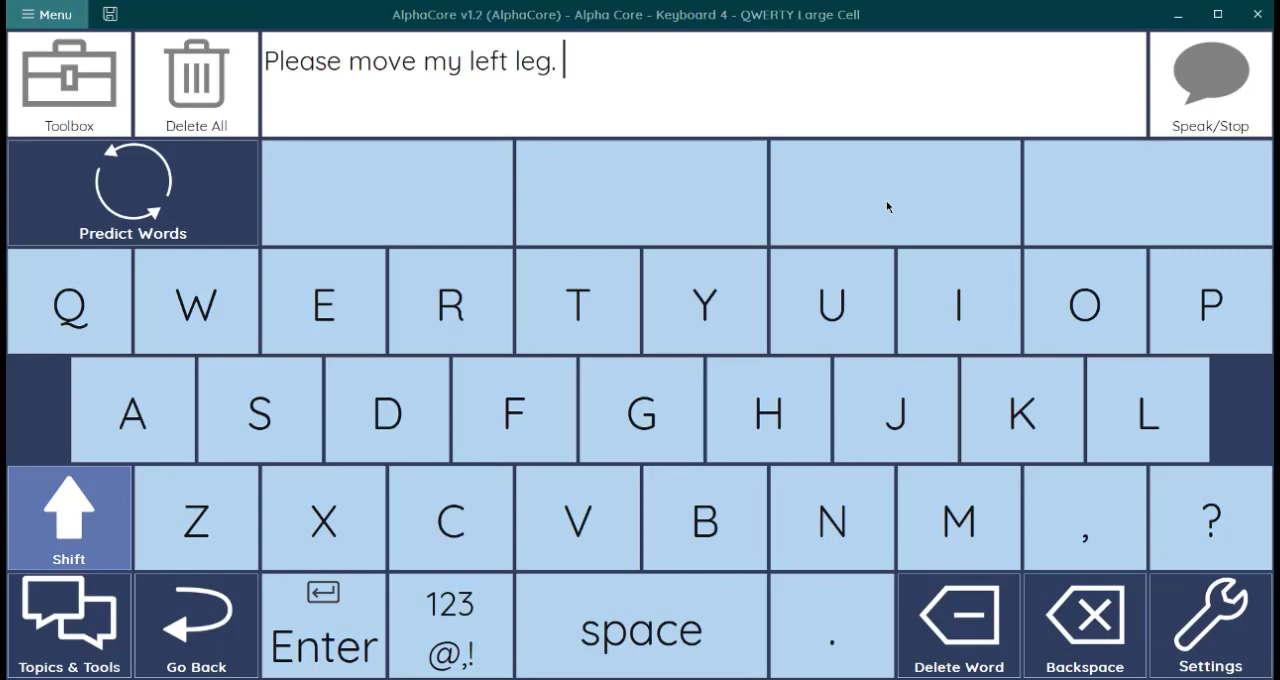 Menu
AlphaCore v1.2 (AlphaCore) - Alpha Core - Keyboard 4 - QWERTY Large Cell
Toolbox
Delete All
Please move my left leg.
Speak/Stop
Predict Words
Q W E R T Y U I O P
A S D F G H J K L
Shift
Z X C V B N M , ?
Topics & Tools
Go Back
Enter
123
@,!
space
.
Delete Word
Backspace
Settings